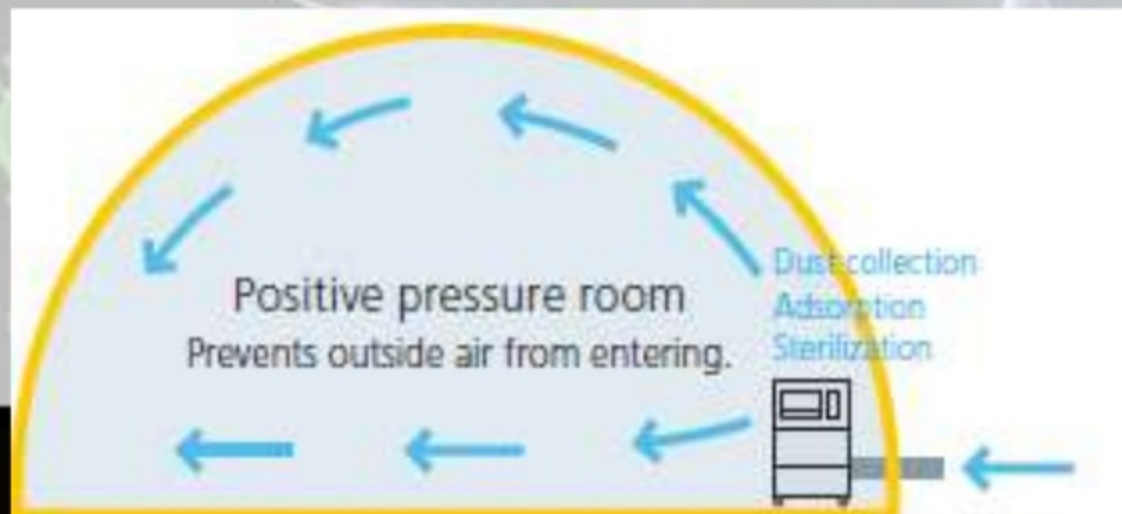 Positive pressure room
Prevents outside air from entering.
Dust collection
Adsorption
Sterilization